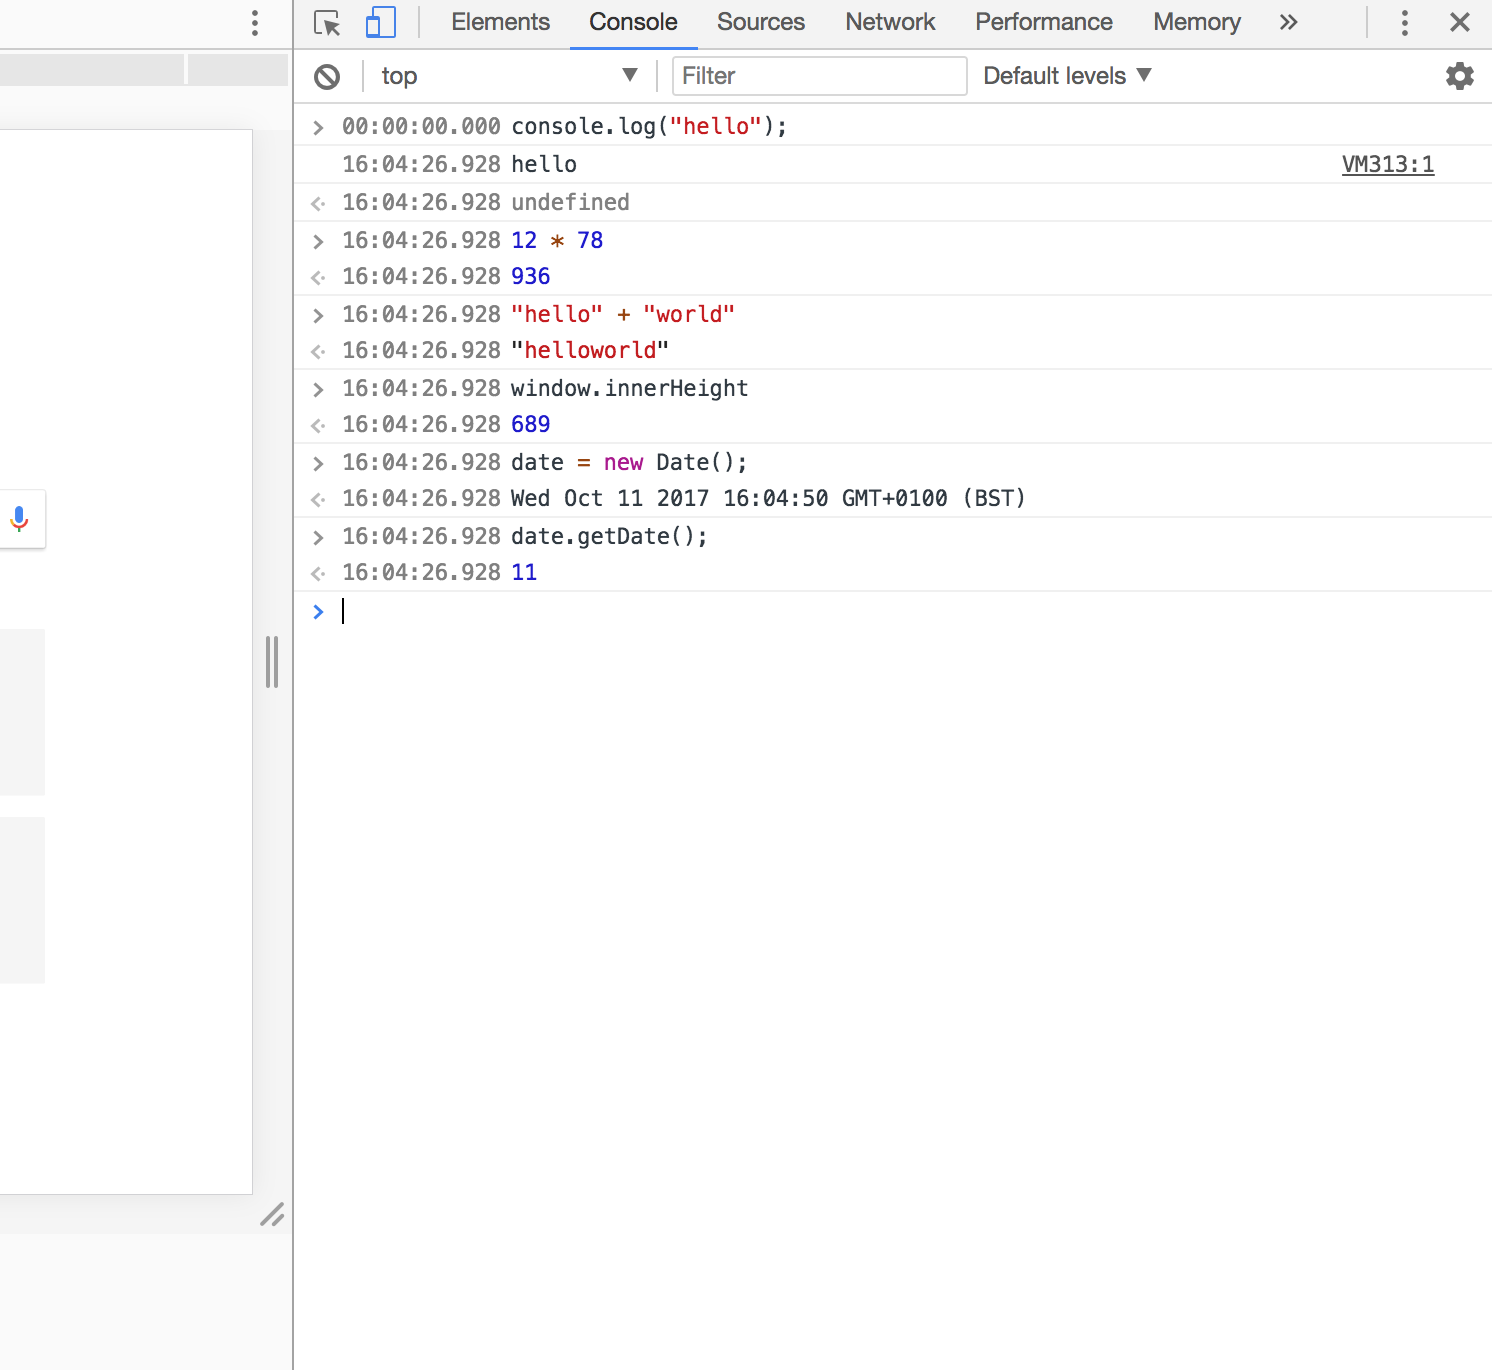 Elements Console Sources Network Performance Memory
top Filter Default levels
00:00:00.000 console.log("hello");
16:04:26.928 hello VM313:1
16:04:26.928 undefined
16:04:26.928 12 * 78
16:04:26.928 936
16:04:26.928 "hello" + "world"
16:04:26.928 "helloworld"
16:04:26.928 window.innerHeight
16:04:26.928 689
16:04:26.928 date = new Date();
16:04:26.928 Wed Oct 11 2017 16:04:50 GMT+0100 (BST)
16:04:26.928 date.getDate();
16:04:26.928 11